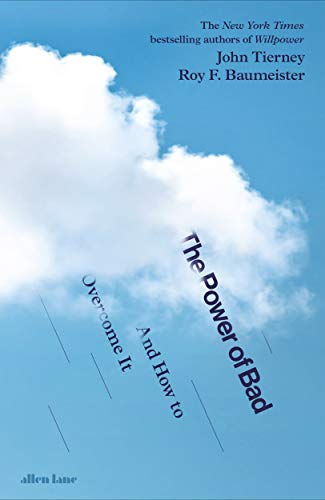 The New York Times
bestselling authors of Willpower
John Tierney
Roy F. Baumeister
The Power of Bad
And How to
Overcome It
allen lane